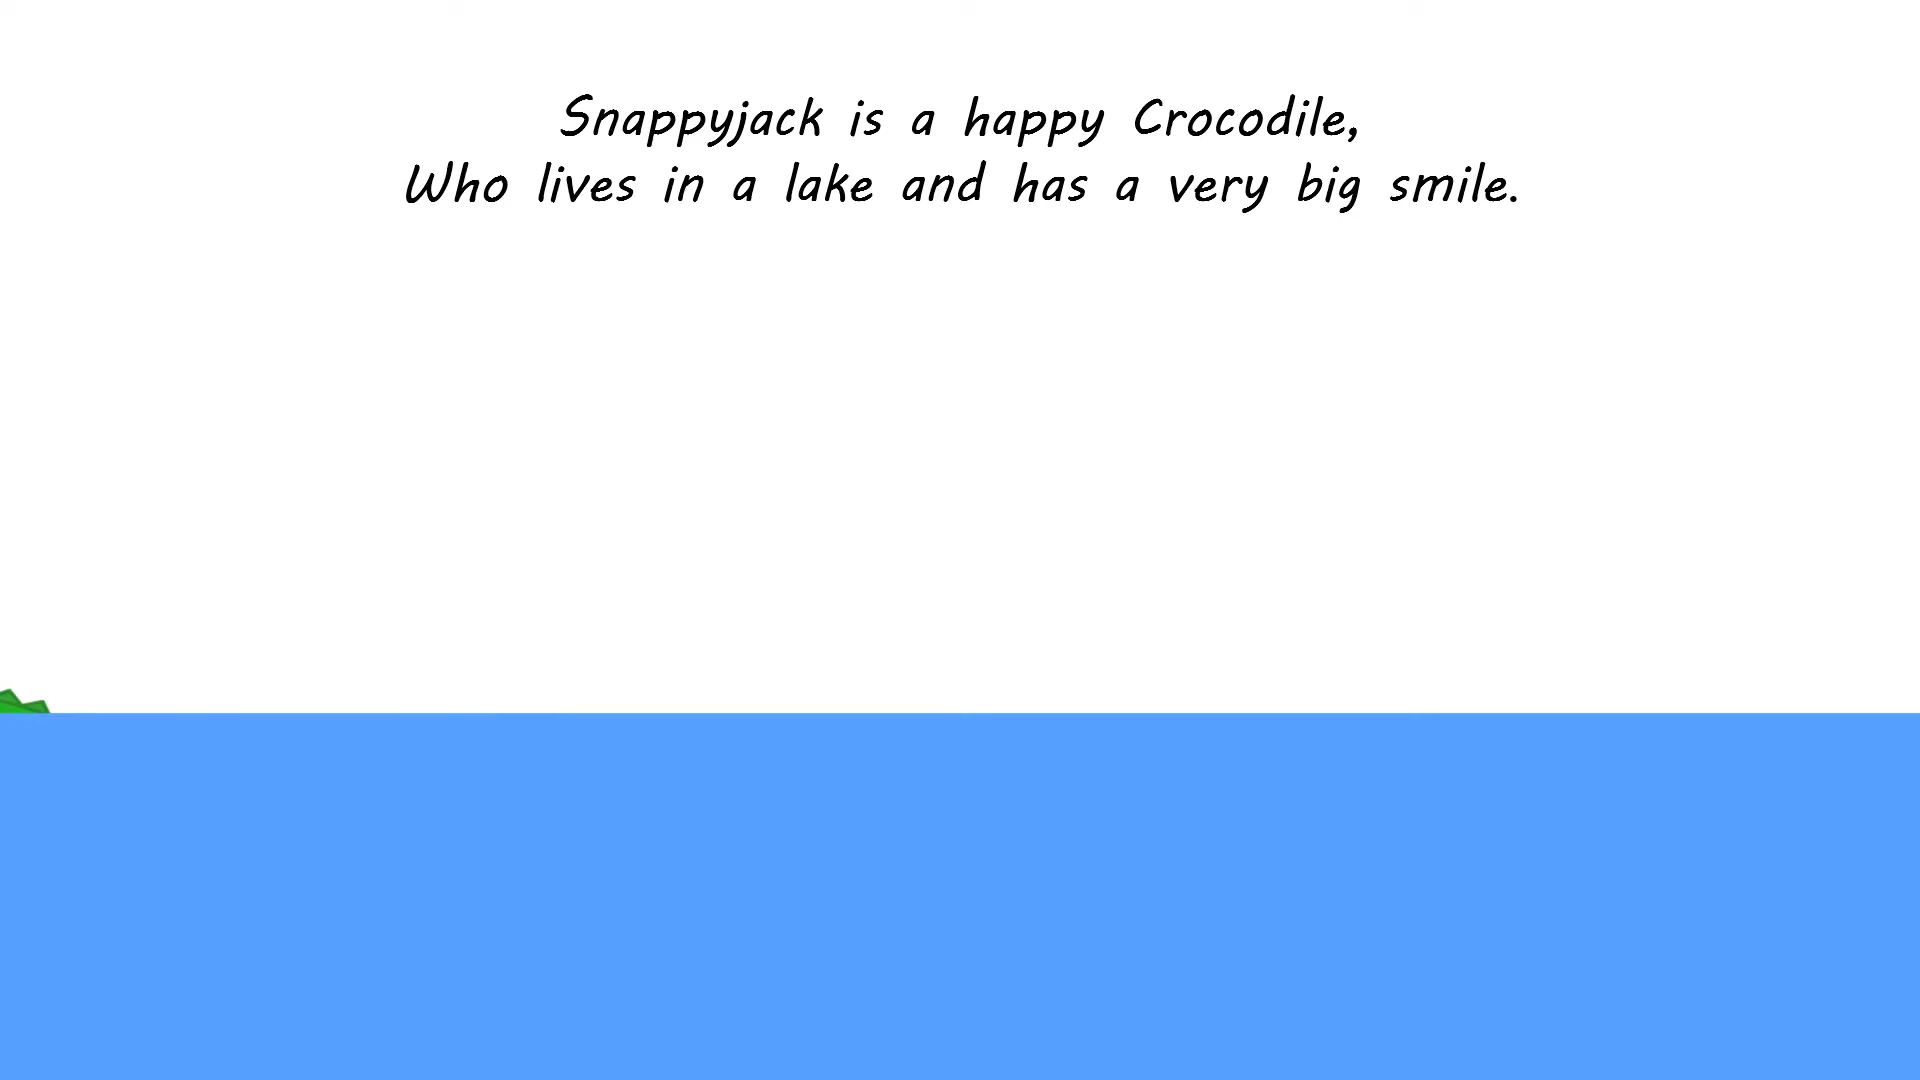 Snappyjack is a happy Crocodile,
Who lives in a lake and has a very big smile.